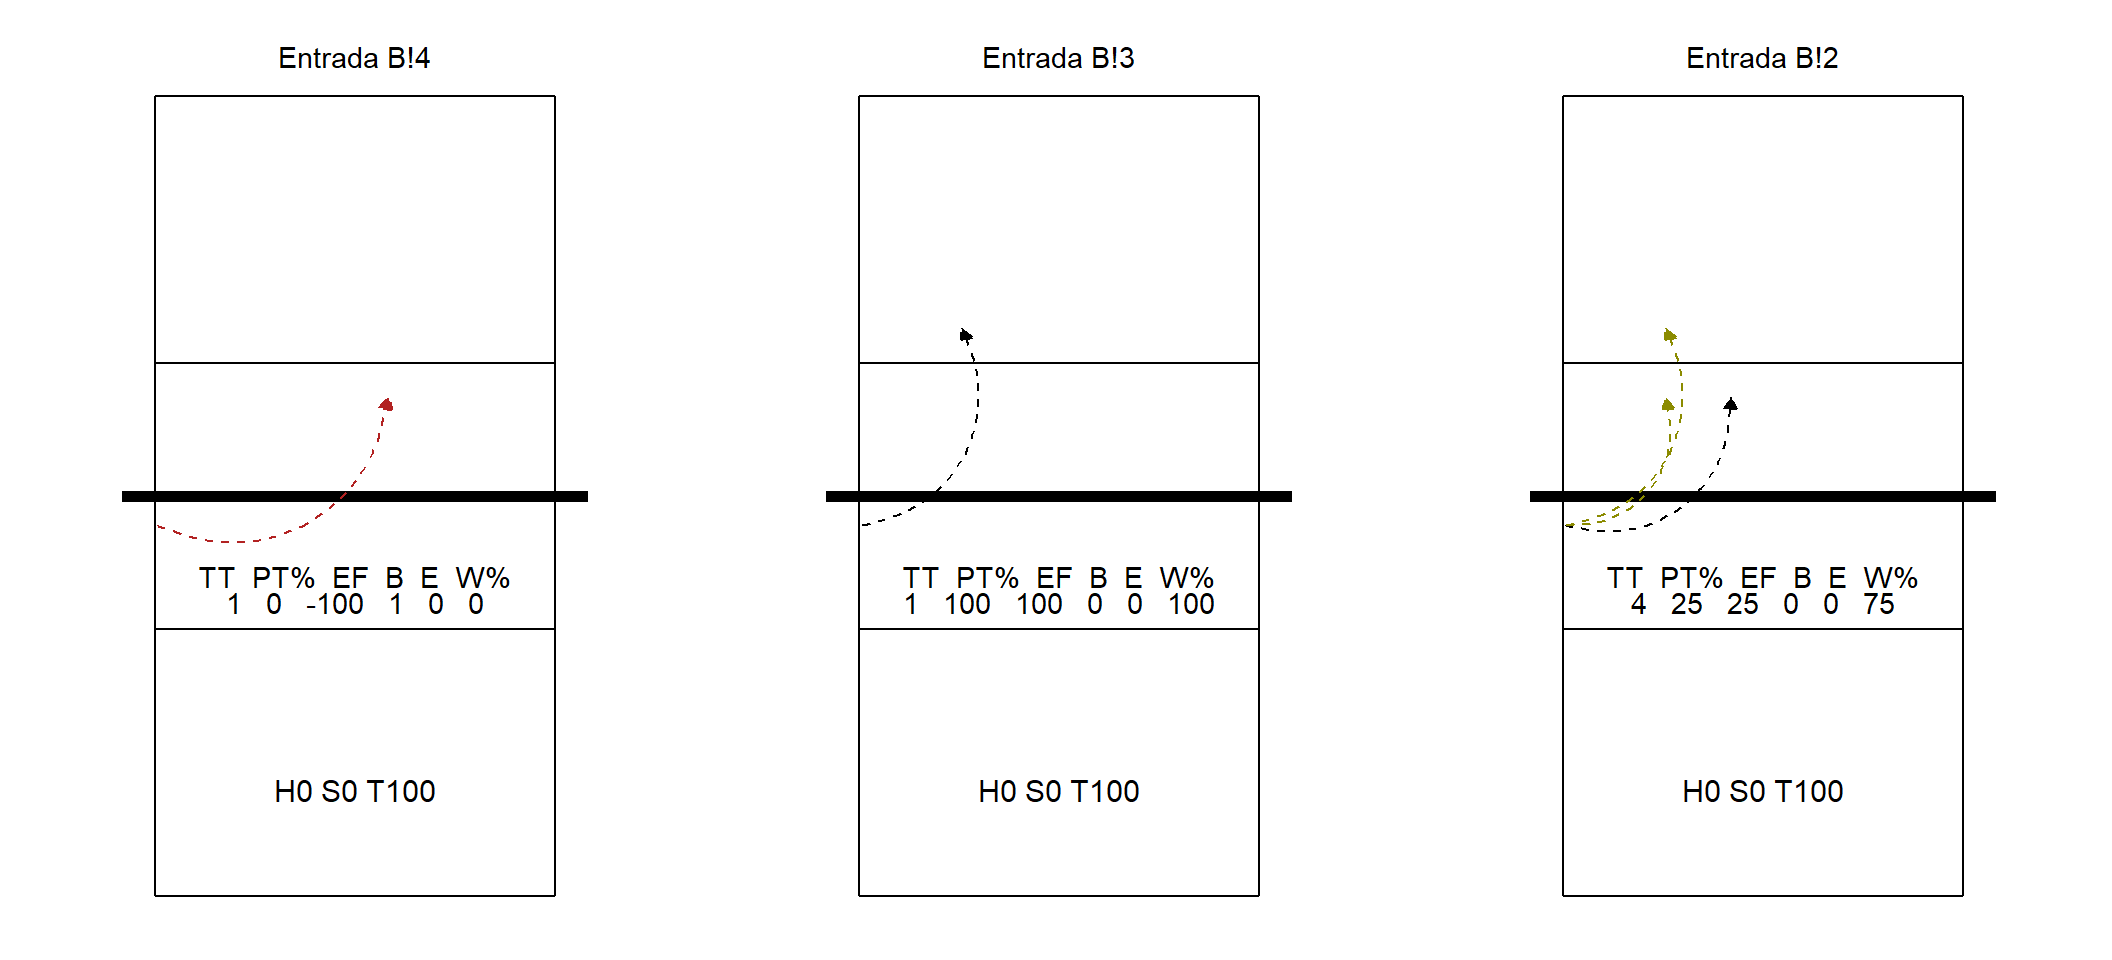 Entrada B!4
TT PT% EF B E W%
1 0 -100 1 0 0
H0 S0 T100
Entrada B!3
TT PT% EF B E W%
1 100 100 0 0 100
H0 S0 T100
Entrada B!2
TT PT% EF B E W%
4 25 25 0 0 75
H0 S0 T100